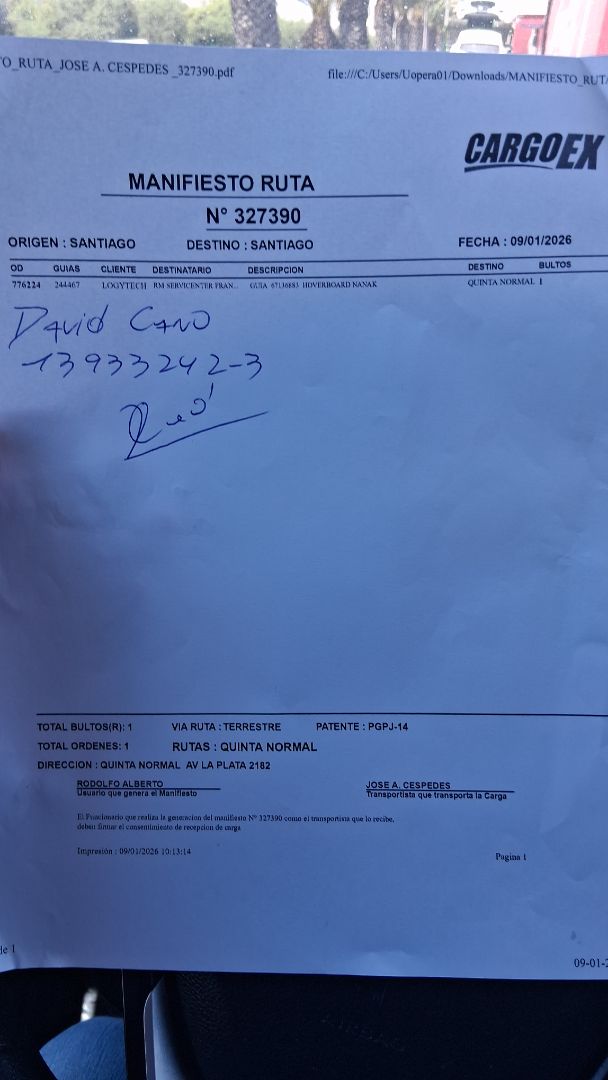 O_RUTA_JOSE A. CESPEDES _327390.pdf file:///C:/Users/Uopera01/Downloads/MANIFIESTO_RUTA
CARGOEX
MANIFIESTO RUTA
N° 327390
ORIGEN : SANTIAGO DESTINO : SANTIAGO FECHA : 09/01/2026
OD GUIAS CLIENTE DESTINATARIO DESCRIPCION DESTINO BULTOS
776224 244467 LOGYTECH RM SERVICENTER FRAN... GUIA 67136883 HOVERBOARD NANAK QUINTA NORMAL 1
David Cano
13933242-3
TOTAL BULTOS(R): 1 VIA RUTA : TERRESTRE PATENTE : PGPJ-14
TOTAL ORDENES: 1 RUTAS : QUINTA NORMAL
DIRECCION : QUINTA NORMAL AV LA PLATA 2182
RODOLFO ALBERTO JOSE A. CESPEDES
Usuario que genera el Manifiesto Transportista que transporta la Carga
El Funcionario que realiza la generacion del manifiesto N° 327390 como el transportista que lo recibe,
deben firmar el consentimiento de recepcion de carga
Impresión : 09/01/2026 10:13:14 Pagina 1
de 1 09-01-2